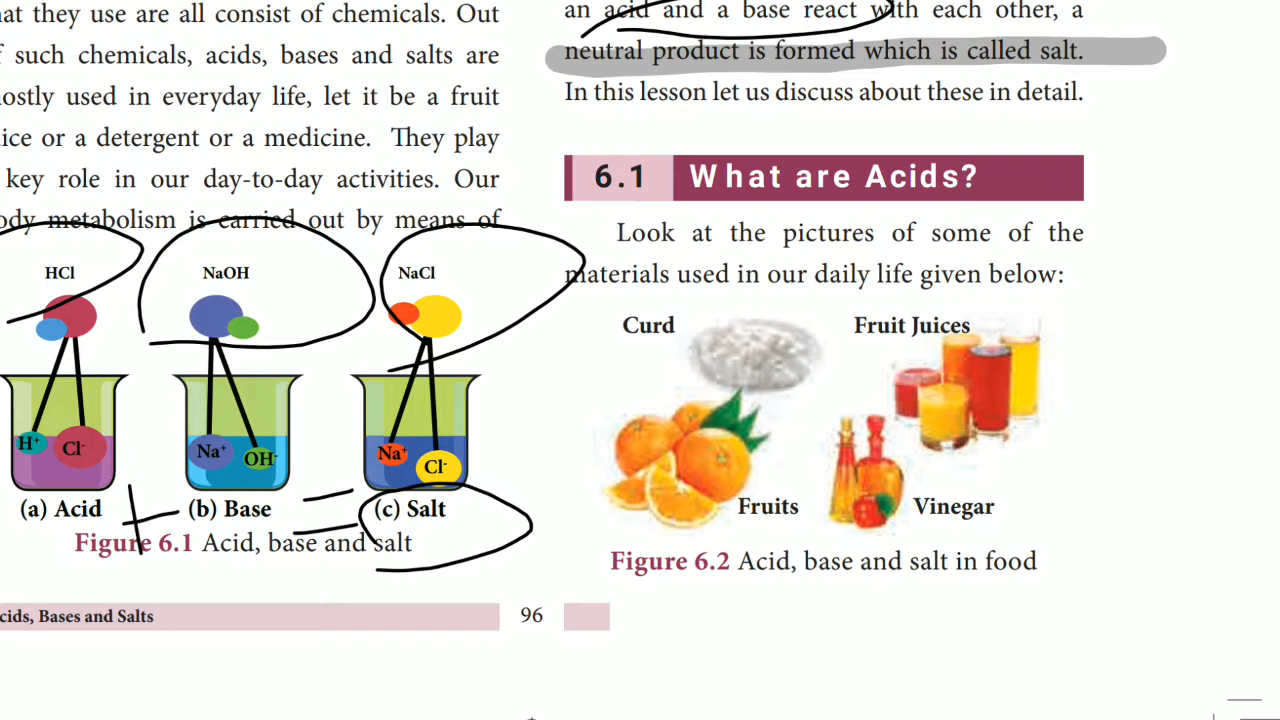 hat they use are all consist of chemicals. Out
f such chemicals, acids, bases and salts are
ostly used in everyday life, let it be a fruit
ice or a detergent or a medicine. They play
key role in our day-to-day activities. Our
ody metabolism is carried out by means of
HCl NaOH NaCl
H⁺ Cl⁻ Na⁺ OH⁻ Na⁺ Cl⁻
(a) Acid (b) Base (c) Salt
Figure 6.1 Acid, base and salt
an acid and a base react with each other, a
neutral product is formed which is called salt.
In this lesson let us discuss about these in detail.
6.1 What are Acids?
Look at the pictures of some of the
materials used in our daily life given below:
Curd Fruit Juices
Fruits Vinegar
Figure 6.2 Acid, base and salt in food
cids, Bases and Salts 96